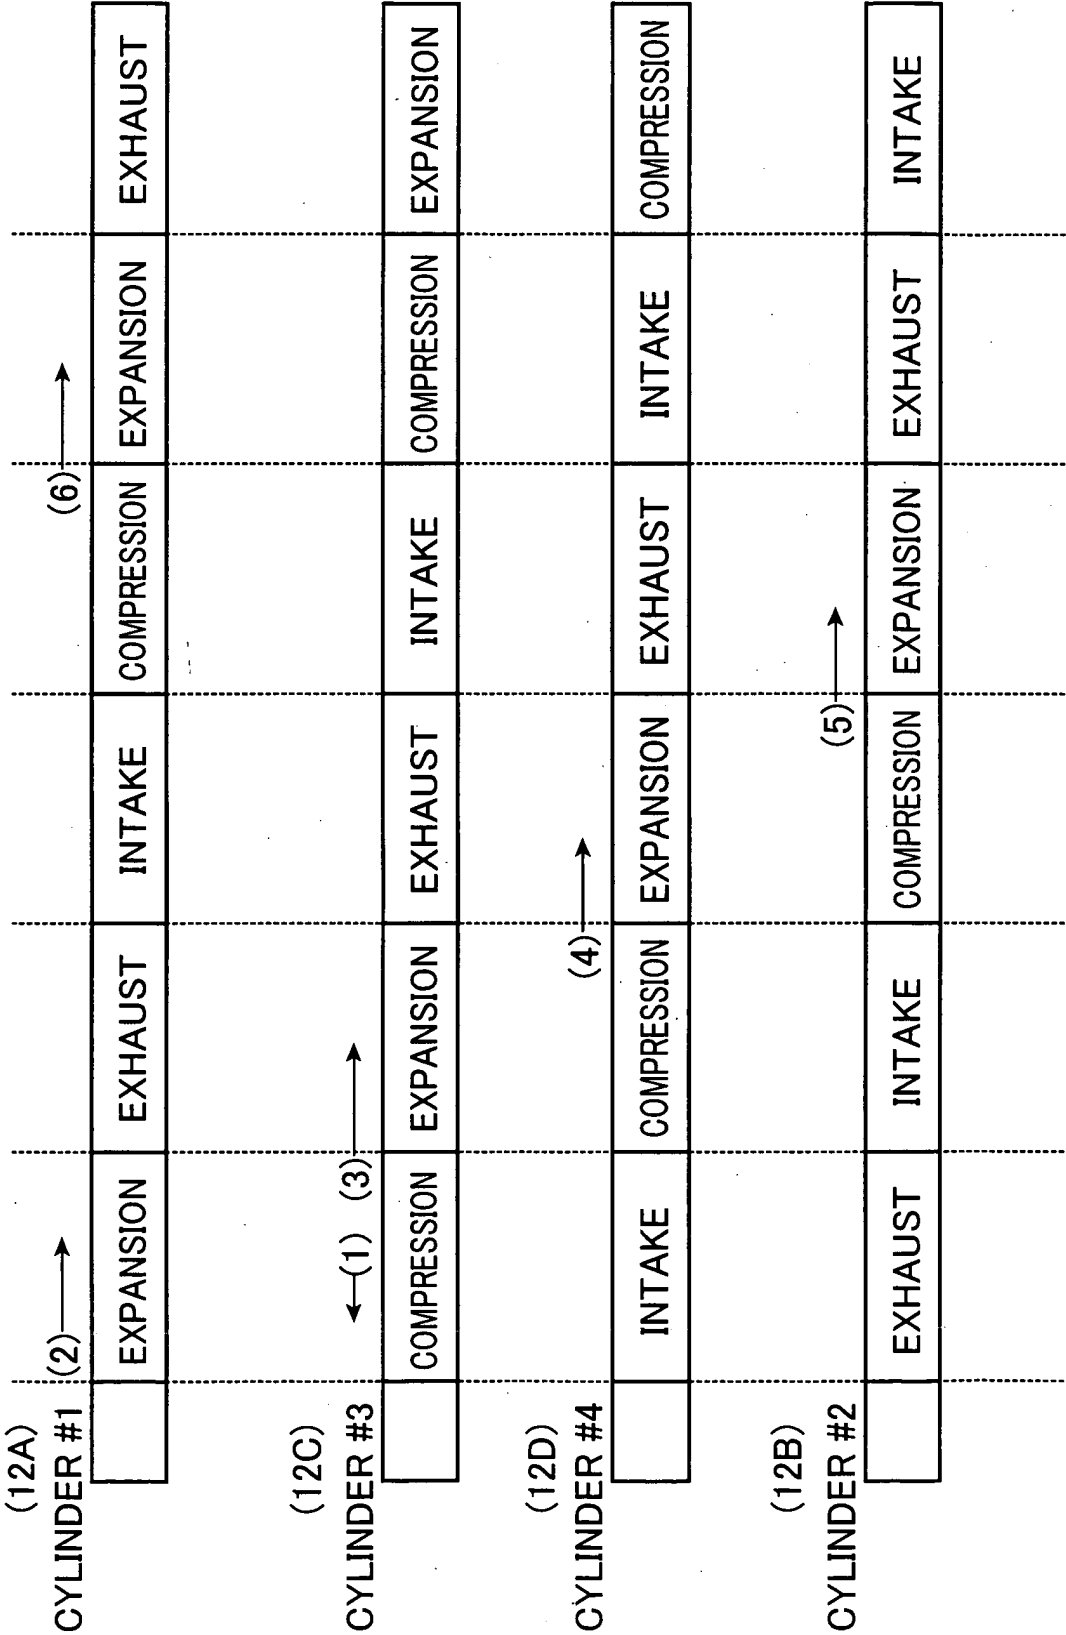 (12A)
CYLINDER #1
(2)
(6)
EXPANSION
EXHAUST
INTAKE
COMPRESSION
EXPANSION
EXHAUST
(12C)
CYLINDER #3
(1)
(3)
COMPRESSION
EXPANSION
EXHAUST
INTAKE
COMPRESSION
EXPANSION
(12D)
CYLINDER #4
(4)
INTAKE
COMPRESSION
EXPANSION
EXHAUST
INTAKE
COMPRESSION
(12B)
CYLINDER #2
(5)
EXHAUST
INTAKE
COMPRESSION
EXPANSION
EXHAUST
INTAKE